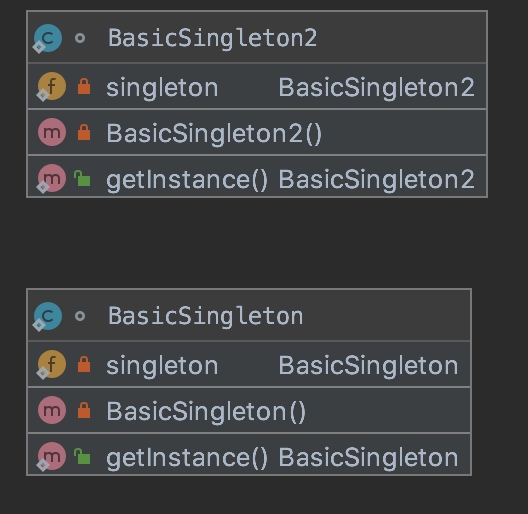 BasicSingleton2
singleton BasicSingleton2
BasicSingleton2()
getInstance() BasicSingleton2
BasicSingleton
singleton BasicSingleton
BasicSingleton()
getInstance() BasicSingleton